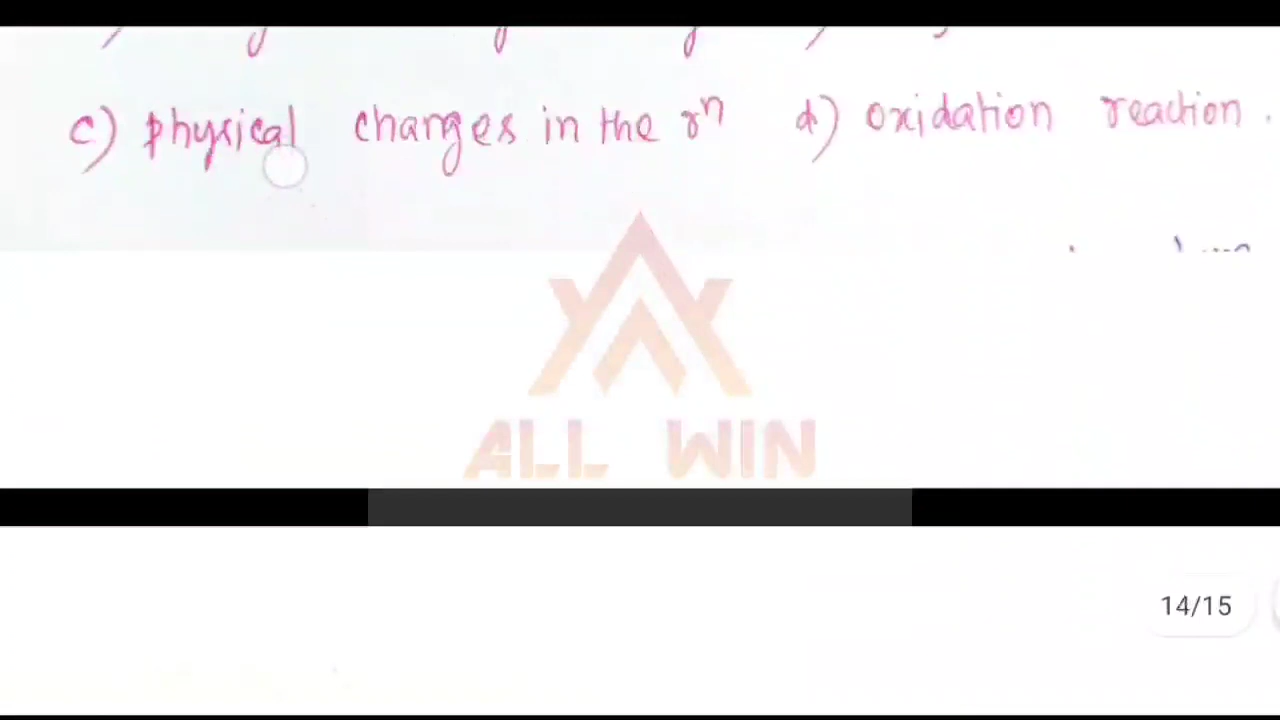 c) physical changes in the rⁿ d) oxidation reaction.
ALL WIN
14/15